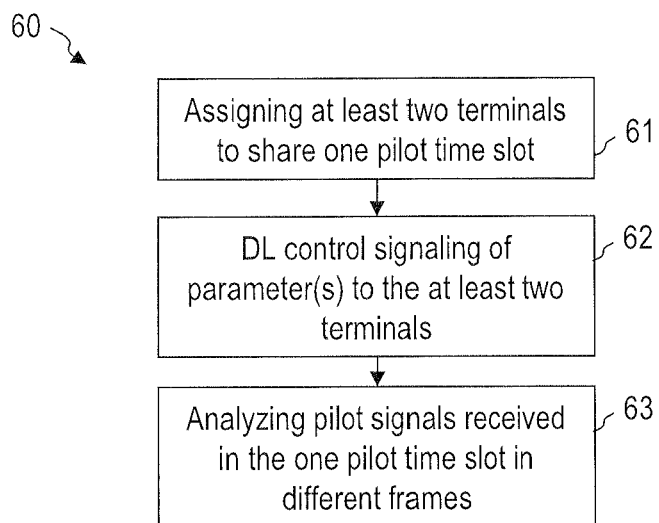 60
Assigning at least two terminals
to share one pilot time slot
61
DL control signaling of
parameter(s) to the at least two
terminals
62
Analyzing pilot signals received
in the one pilot time slot in
different frames
63